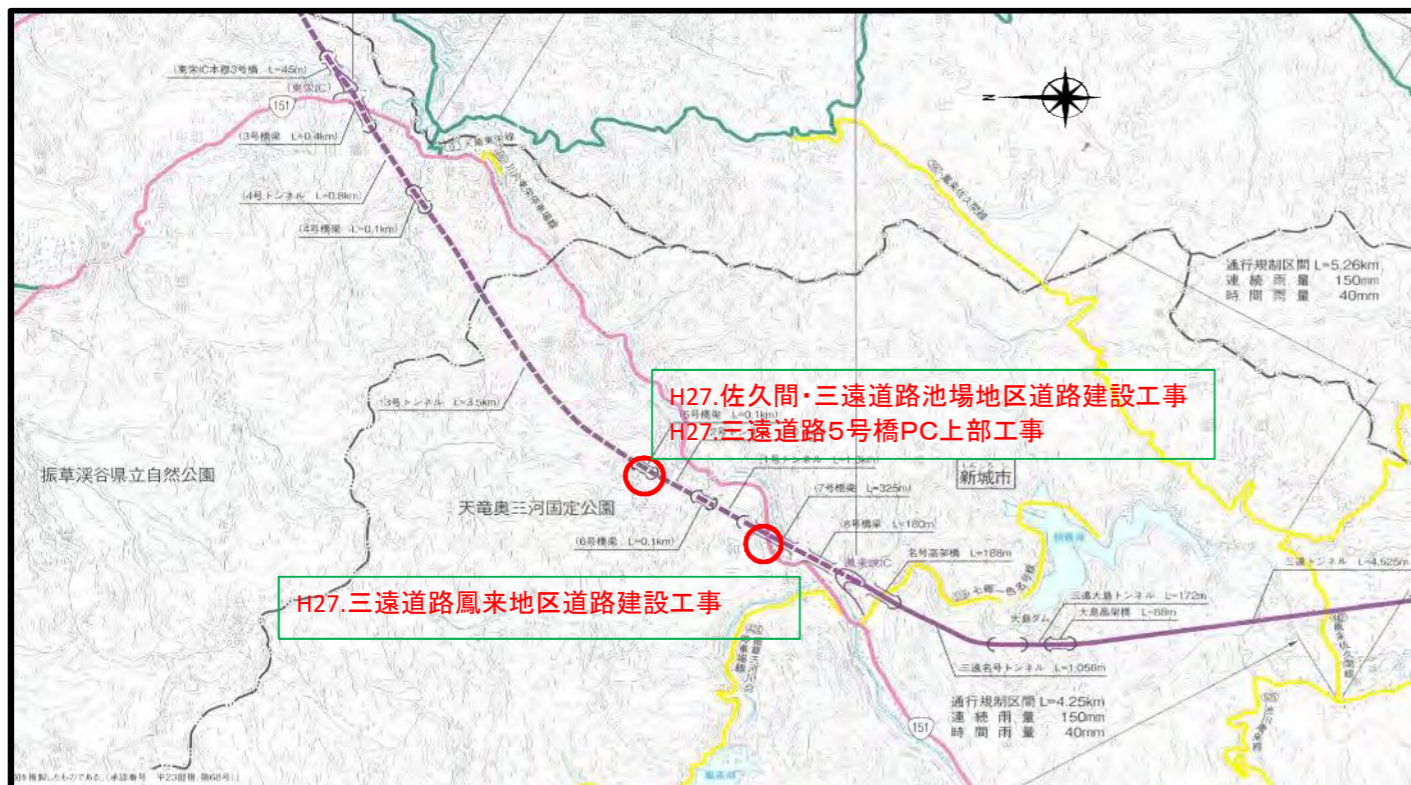 (東栄IC本線3号橋 L=45m)
(東栄IC)
151
(3号橋梁 L=0.4km)
(4号トンネル L=0.8km)
(4号橋梁 L=0.1km)
N
通行規制区間 L=5.26km
連続雨量 150mm
時間雨量 40mm
(3号トンネル L=3.5km)
H27.佐久間・三遠道路池場地区道路建設工事
(5号橋梁 L=0.1km)
H27.三遠道路5号橋PC上部工事
(1号トンネル
振草渓谷県立自然公園
天竜奥三河国定公園
新城市
(7号橋梁 L=325m)
(6号橋梁 L=0.1km)
(8号橋梁 L=180m)
名号高架橋 L=188m
鳳来峡IC
三遠トンネル L=4,525m
H27.三遠道路鳳来地区道路建設工事
三遠大島トンネル L=172m
大島ダム
大島高架橋 L=88m
三遠名号トンネル L=1,056m
通行規制区間 L=4.25km
連続雨量 150mm
時間雨量 40mm
151